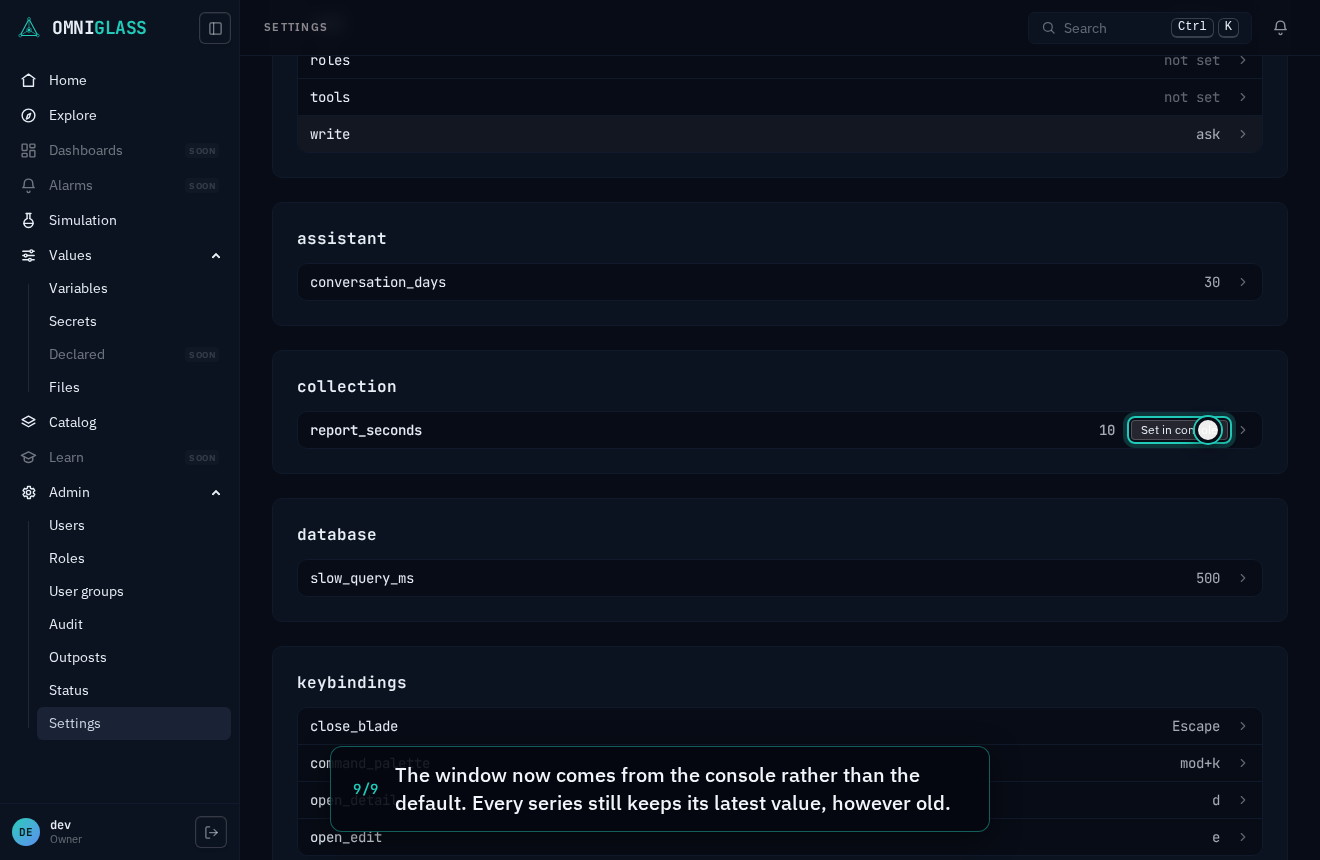 OMNIGLASS
SETTINGS
Search
Ctrl
K
Home
Explore
Dashboards SOON
Alarms SOON
Simulation
Values
Variables
Secrets
Declared SOON
Files
Catalog
Learn SOON
Admin
Users
Roles
User groups
Audit
Outposts
Status
Settings
DE
dev
Owner
roles not set
tools not set
write ask
assistant
conversation_days 30
collection
report_seconds 10 Set in
database
slow_query_ms 500
keybindings
close_blade Escape
command_palette mod+k
open_detail d
open_edit e
9/9
The window now comes from the console rather than the
default. Every series still keeps its latest value, however old.